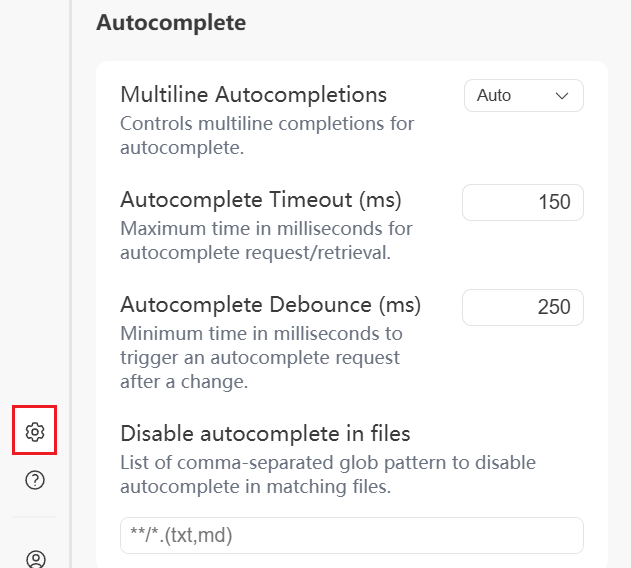 Autocomplete
Multiline Autocompletions
Auto
Controls multiline completions for
autocomplete.
Autocomplete Timeout (ms)
150
Maximum time in milliseconds for
autocomplete request/retrieval.
Autocomplete Debounce (ms)
250
Minimum time in milliseconds to
trigger an autocomplete request
after a change.
Disable autocomplete in files
List of comma-separated glob pattern to disable
autocomplete in matching files.
**/*.(txt,md)